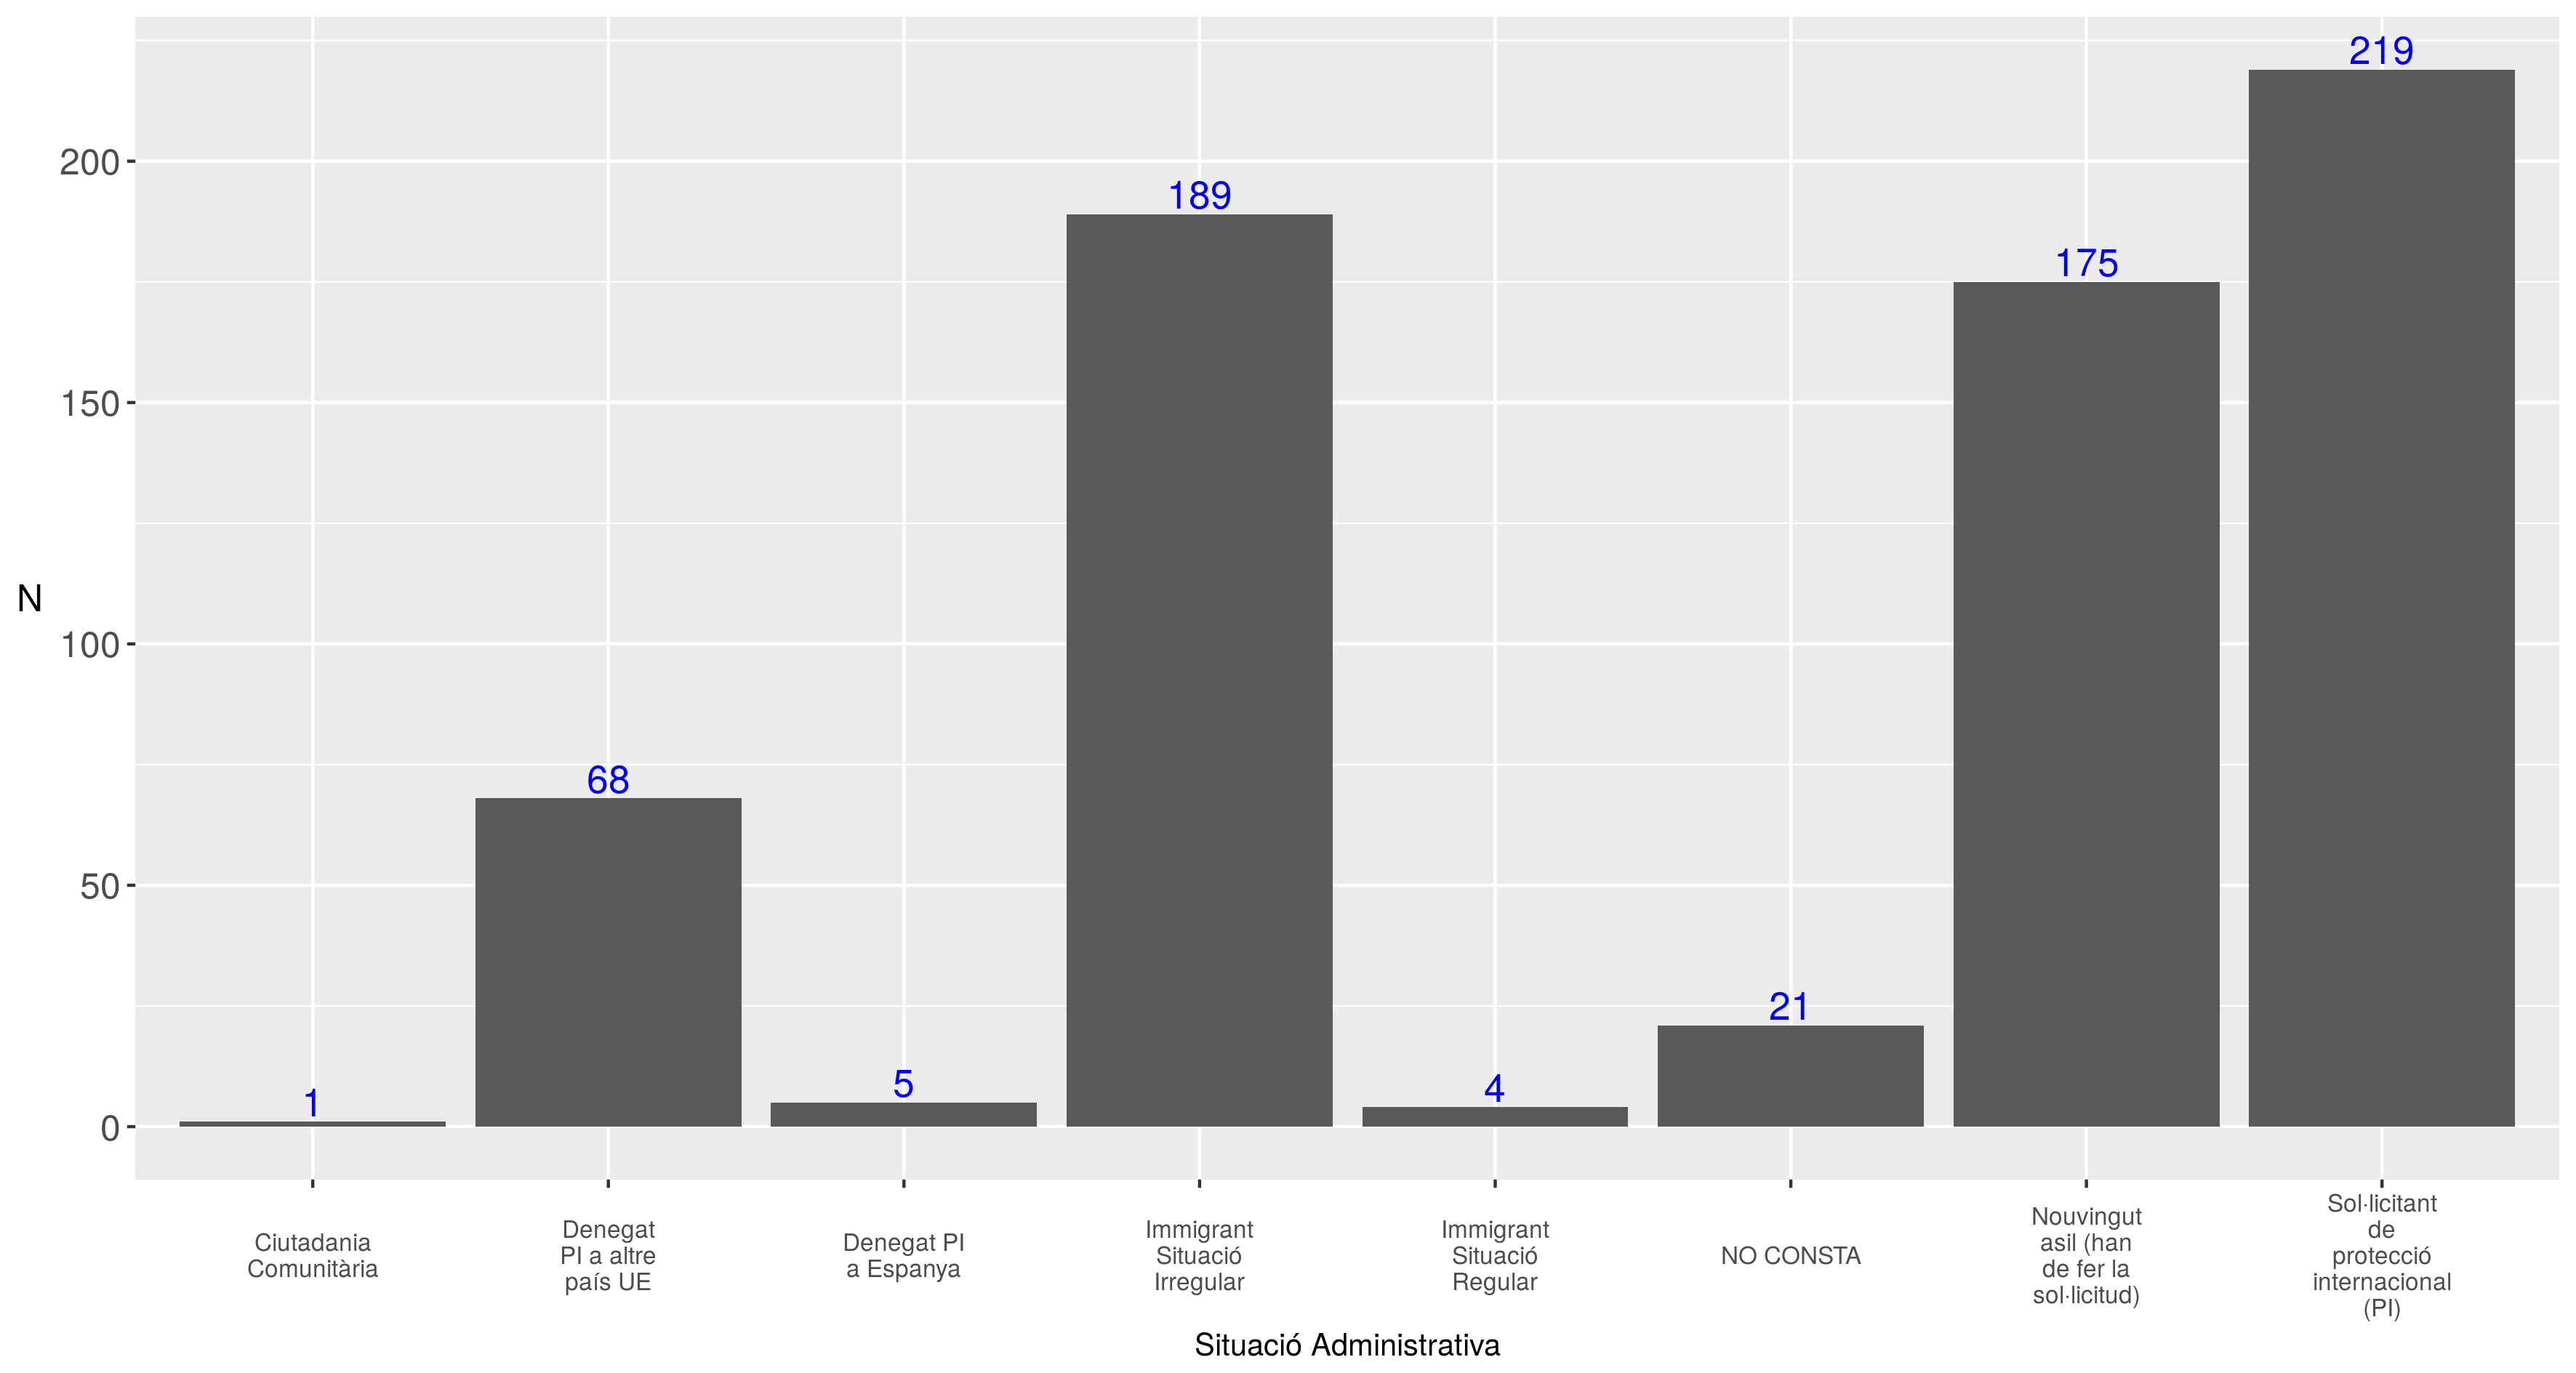 219
200
189
175
150
N
100
68
50
21
5
4
1
0
Ciutadania
Comunitària
Denegat
PI a altre
país UE
Denegat PI
a Espanya
Immigrant
Situació
Irregular
Immigrant
Situació
Regular
NO CONSTA
Nouvingut
asil (han
de fer la
sol·licitud)
Sol·licitant
de
protecció
internacional
(PI)
Situació Administrativa